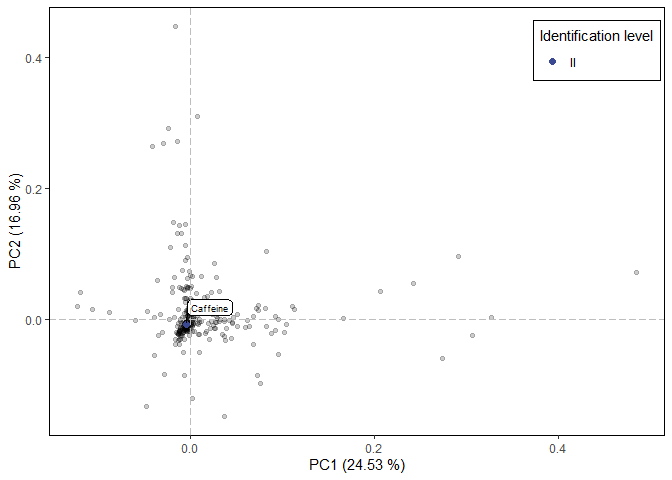 Identification level
II
0.4
0.2
0.0
PC2 (16.96 %)
Caffeine
0.0
0.2
0.4
PC1 (24.53 %)